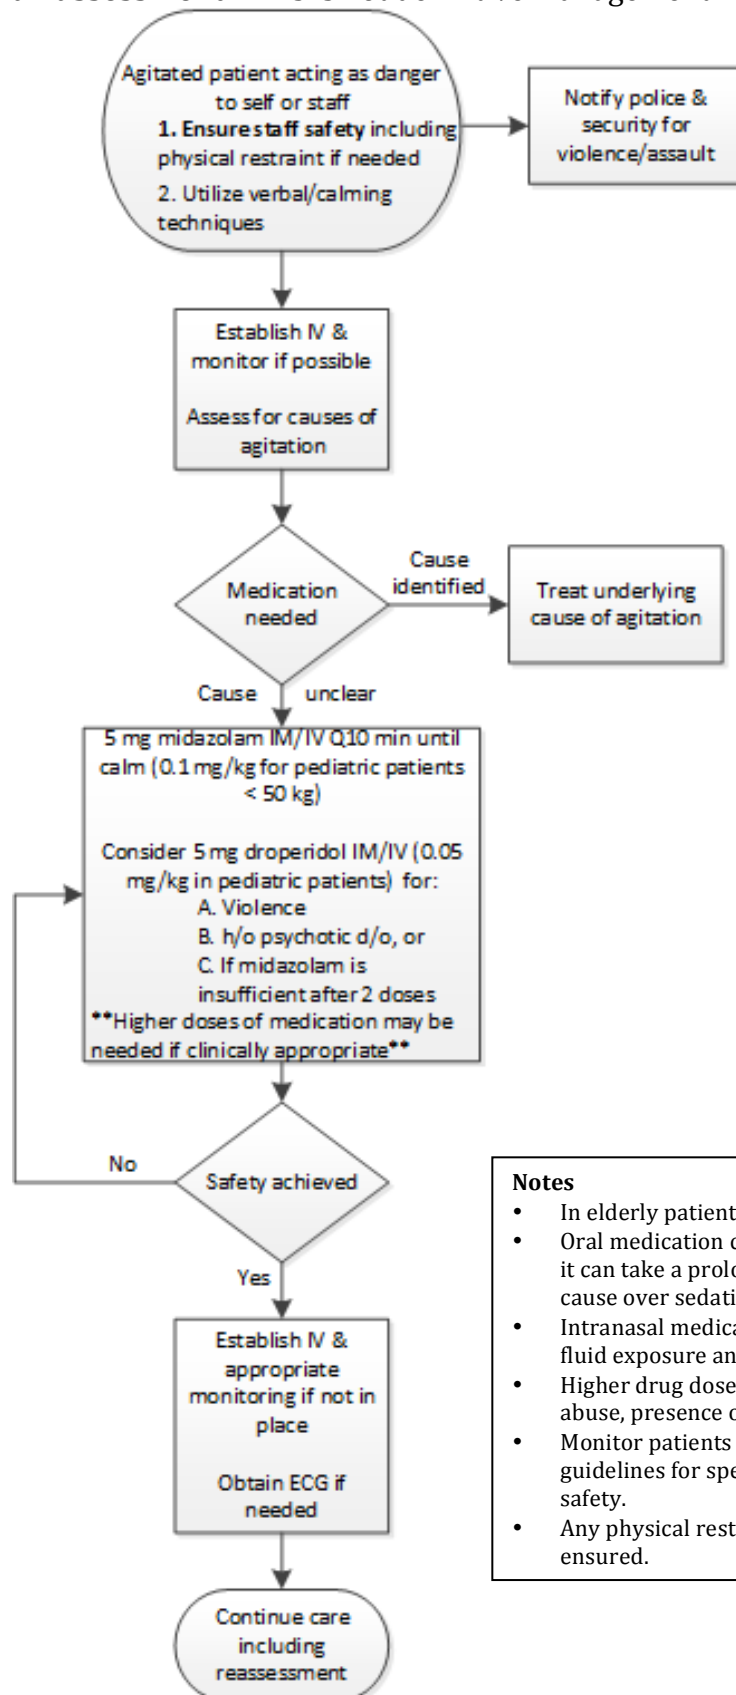 Agitated patient acting as danger
to self or staff
1. Ensure staff safety including
physical restraint if needed
2. Utilize verbal/calming
techniques
Notify police &
security for
violence/assault
Establish IV &
monitor if possible
Assess for causes of
agitation
Medication
needed
Cause
identified
Treat underlying
cause of agitation
Cause unclear
5 mg midazolam IM/IV Q10 min until
calm (0.1 mg/kg for pediatric patients
< 50 kg)
Consider 5 mg droperidol IM/IV (0.05
mg/kg in pediatric patients) for:
A. Violence
B. h/o psychotic d/o, or
C. If midazolam is
insufficient after 2 doses
**Higher doses of medication may be
needed if clinically appropriate**
No
Safety achieved
Yes
Establish IV &
appropriate
monitoring if not in
place
Obtain ECG if
needed
Continue care
including
reassessment
Notes
• In elderly patient
• Oral medication
it can take a
cause over
• Intranasal
fluid exposure
• Higher drug dose
abuse, presence
• Monitor patients
guidelines for
safety.
• Any physical
ensured.